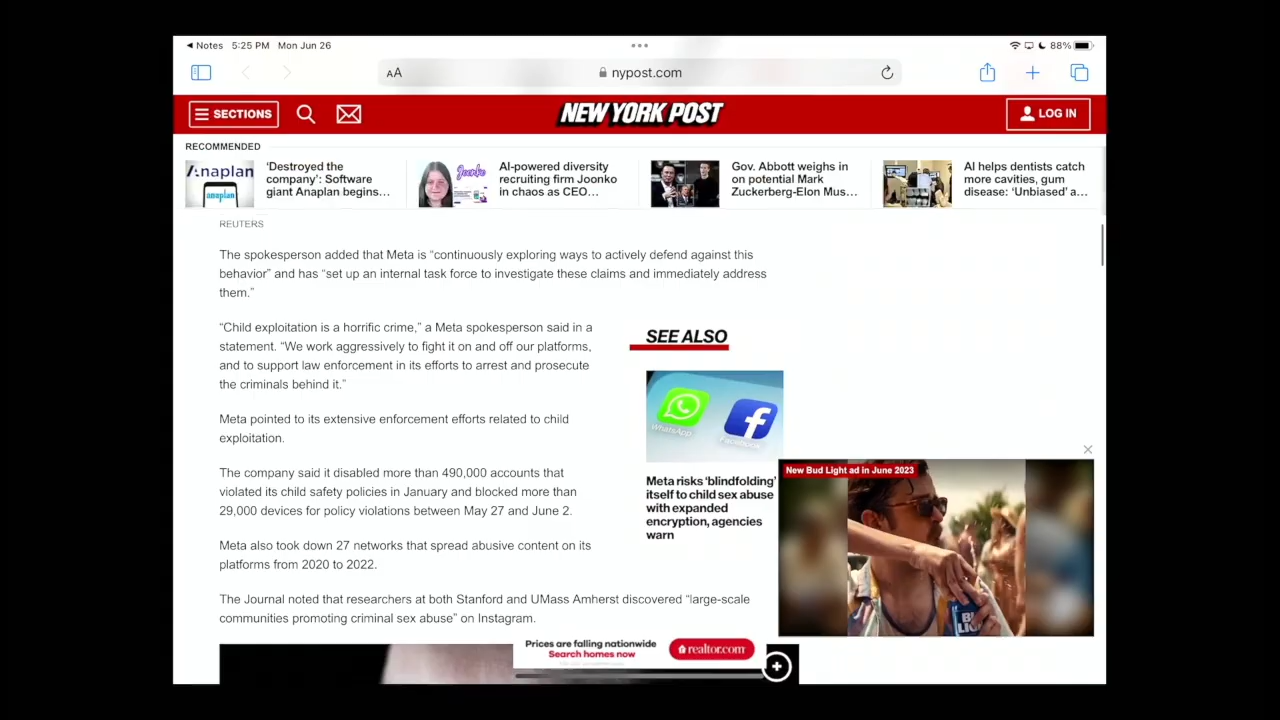 Notes 5:25 PM Mon Jun 26
88%
AA
nypost.com
SECTIONS
NEW YORK POST
LOG IN
RECOMMENDED
Anaplan
anaplan
‘Destroyed the
company’: Software
giant Anaplan begins...
Joonko
AI-powered diversity
recruiting firm Joonko
in chaos as CEO...
Gov. Abbott weighs in
on potential Mark
Zuckerberg-Elon Mus...
AI helps dentists catch
more cavities, gum
disease: ‘Unbiased’ a...
REUTERS
The spokesperson added that Meta is “continuously exploring ways to actively defend against this
behavior” and has “set up an internal task force to investigate these claims and immediately address
them.”
“Child exploitation is a horrific crime,” a Meta spokesperson said in a
statement. “We work aggressively to fight it on and off our platforms,
and to support law enforcement in its efforts to arrest and prosecute
the criminals behind it.”
Meta pointed to its extensive enforcement efforts related to child
exploitation.
The company said it disabled more than 490,000 accounts that
violated its child safety policies in January and blocked more than
29,000 devices for policy violations between May 27 and June 2.
Meta also took down 27 networks that spread abusive content on its
platforms from 2020 to 2022.
The Journal noted that researchers at both Stanford and UMass Amherst discovered “large-scale
communities promoting criminal sex abuse” on Instagram.
SEE ALSO
WhatsApp
Facebook
Meta risks ‘blindfolding’
itself to child sex abuse
with expanded
encryption, agencies
warn
New Bud Light ad in June 2023
Prices are falling nationwide
Search homes now
realtor.com